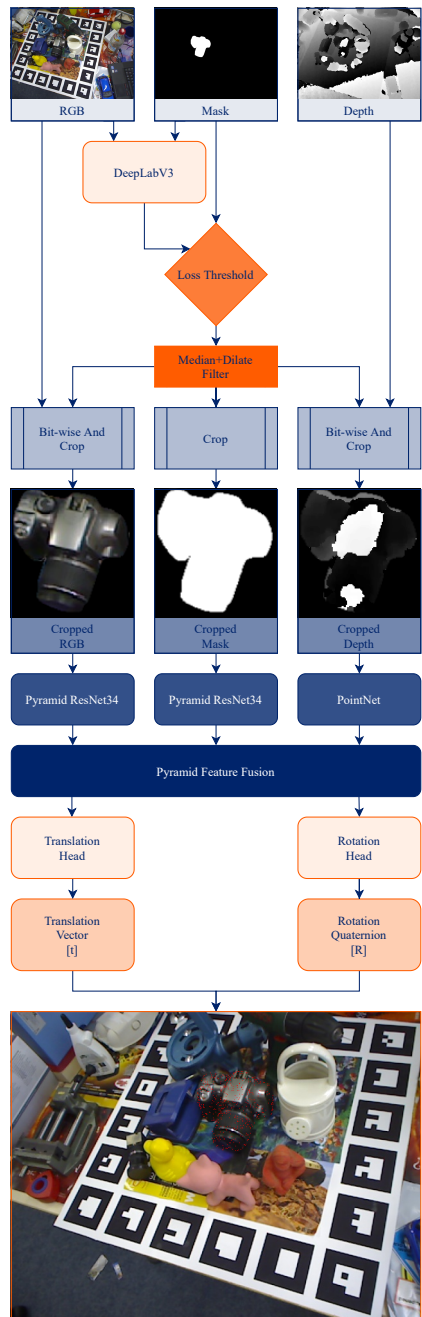 RGB
Mask
Depth
DeepLabV3
Loss Threshold
Median+Dilate
Filter
Bit-wise And
Crop
Crop
Bit-wise And
Crop
Cropped
RGB
Cropped
Mask
Cropped
Depth
Pyramid ResNet34
Pyramid ResNet34
PointNet
Pyramid Feature Fusion
Translation
Head
Rotation
Head
Translation
Vector
[t]
Rotation
Quaternion
[R]